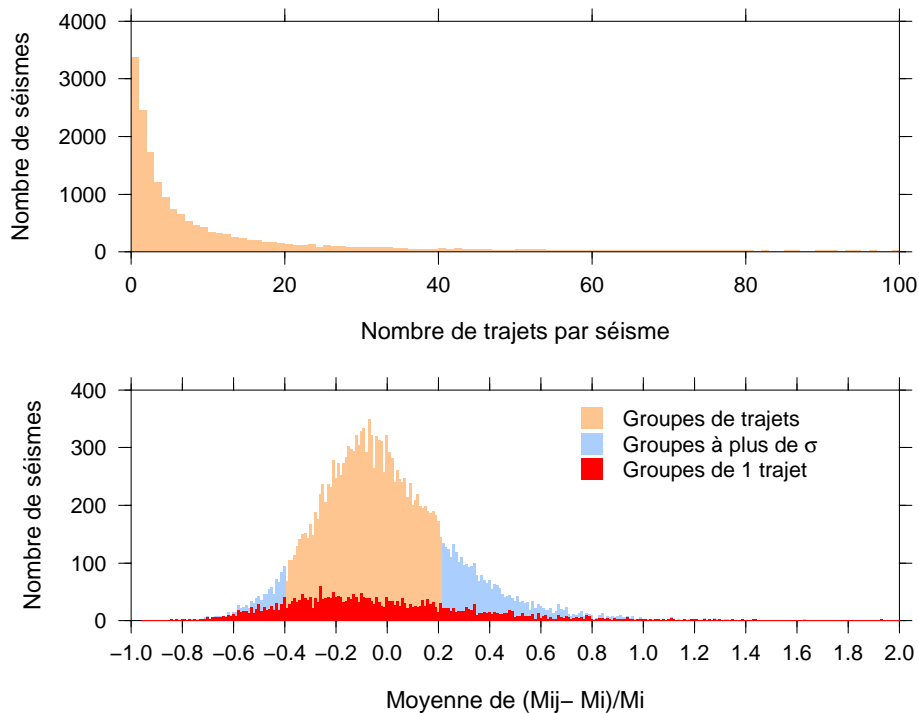 4000
3000
2000
1000
0
Nombre de séismes
0 20 40 60 80 100
Nombre de trajets par séisme
400
300
200
100
0
Nombre de séismes
Groupes de trajets
Groupes à plus de σ
Groupes de 1 trajet
−1.0 −0.8 −0.6 −0.4 −0.2 0.0 0.2 0.4 0.6 0.8 1.0 1.2 1.4 1.6 1.8 2.0
Moyenne de (Mij− Mi)/Mi